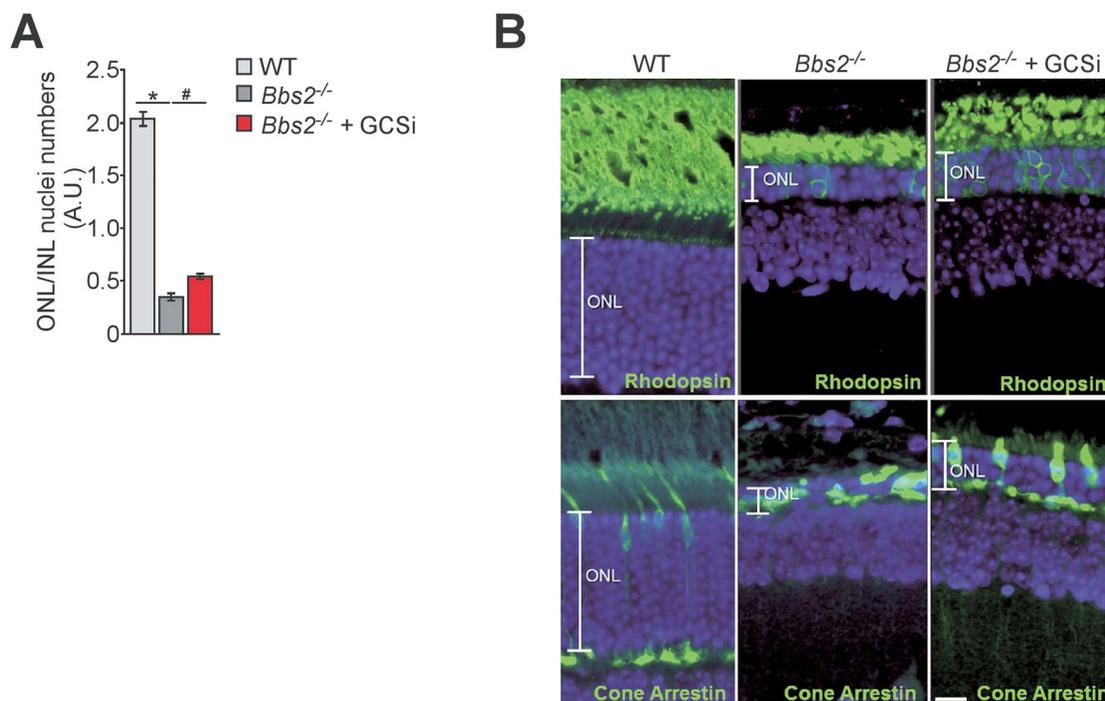 A
ONL/INL nuclei numbers
(A.U.)
2.5
2.0
1.5
1.0
0.5
0
*
#
WT
Bbs2-/-
Bbs2-/- + GCSi
B
WT
Bbs2-/-
Bbs2-/- + GCSi
ONL
ONL
ONL
Rhodopsin
Rhodopsin
Rhodopsin
ONL
ONL
ONL
Cone Arrestin
Cone Arrestin
Cone Arrestin